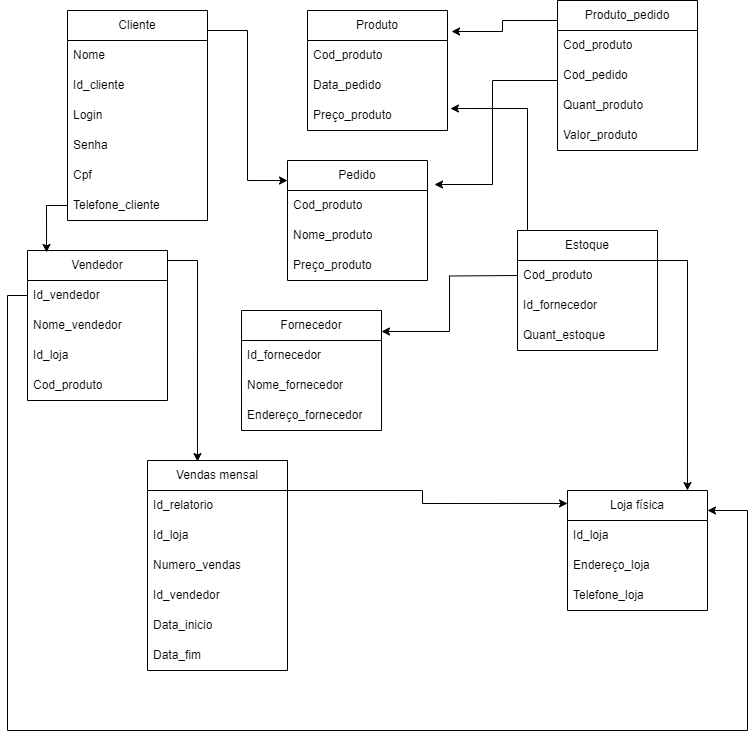 Cliente
Nome
Id_cliente
Login
Senha
Cpf
Telefone_cliente
Produto
Cod_produto
Data_pedido
Preço_produto
Produto_pedido
Cod_produto
Cod_pedido
Quant_produto
Valor_produto
Pedido
Cod_produto
Nome_produto
Preço_produto
Vendedor
Id_vendedor
Nome_vendedor
Id_loja
Cod_produto
Estoque
Cod_produto
Id_fornecedor
Quant_estoque
Fornecedor
Id_fornecedor
Nome_fornecedor
Endereço_fornecedor
Vendas mensal
Id_relatorio
Id_loja
Numero_vendas
Id_vendedor
Data_inicio
Data_fim
Loja física
Id_loja
Endereço_loja
Telefone_loja